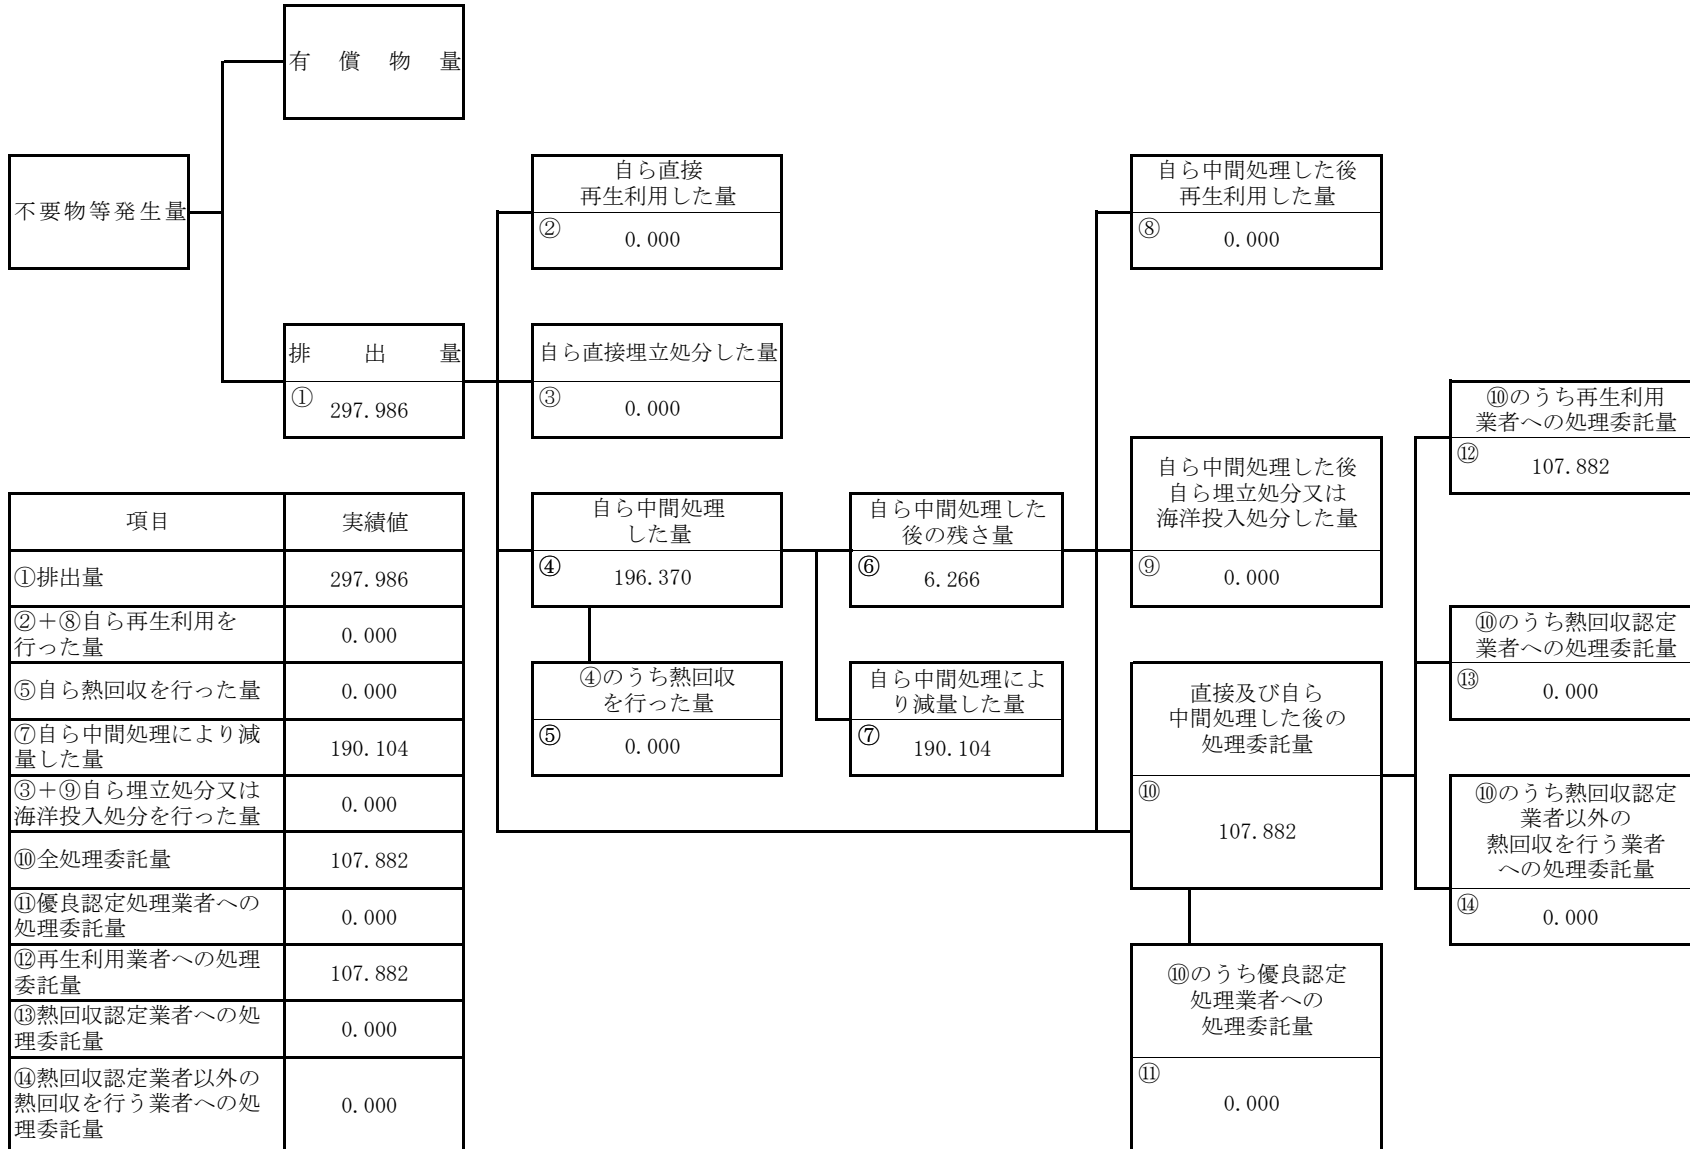 有償物量
不要物等発生量
排出量
①
297.986
自ら直接
再生利用した量
②
0.000
自ら直接埋立処分した量
③
0.000
自ら中間処理
した量
④
196.370
④のうち熱回収
を行った量
⑤
0.000
自ら中間処理した
後の残さ量
⑥
6.266
自ら中間処理によ
り減量した量
⑦
190.104
自ら中間処理した後
再生利用した量
⑧
0.000
自ら中間処理した後
自ら埋立処分又は
海洋投入処分した量
⑨
0.000
直接及び自ら
中間処理した後の
処理委託量
⑩
107.882
⑩のうち優良認定
処理業者への
処理委託量
⑪
0.000
⑩のうち再生利用
業者への処理委託量
⑫
107.882
⑩のうち熱回収認定
業者への処理委託量
⑬
0.000
⑩のうち熱回収認定
業者以外の
熱回収を行う業者
への処理委託量
⑭
0.000
項目 実績値
①排出量 297.986
②＋⑧自ら再生利用を
行った量
0.000
⑤自ら熱回収を行った量 0.000
⑦自ら中間処理により減
量した量
190.104
③＋⑨自ら埋立処分又は
海洋投入処分を行った量
0.000
⑩全処理委託量 107.882
⑪優良認定処理業者への
処理委託量
0.000
⑫再生利用業者への処理
委託量
107.882
⑬熱回収認定業者への処
理委託量
0.000
⑭熱回収認定業者以外の
熱回収を行う業者への処
理委託量
0.000